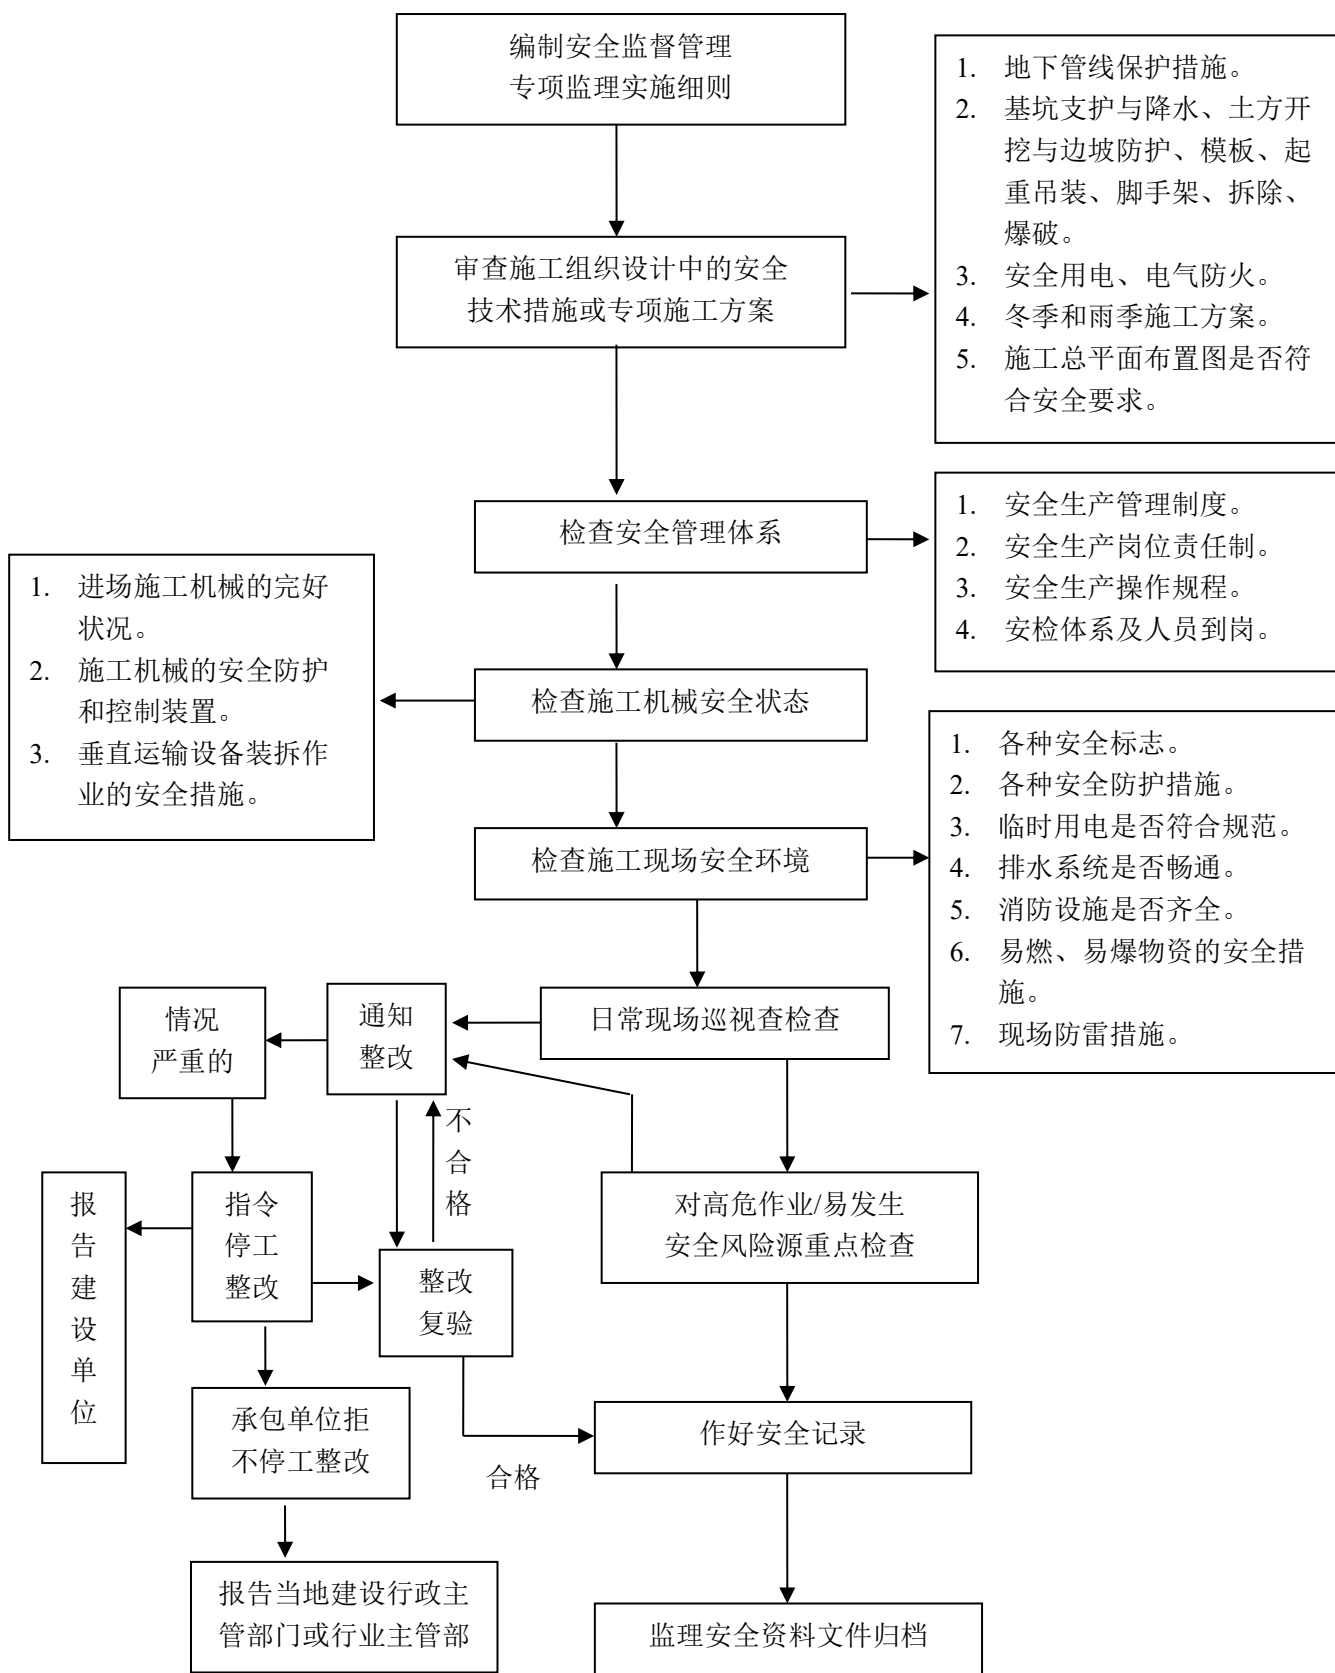 编制安全监督管理
专项监理实施细则
1. 地下管线保护措施。
2. 基坑支护与降水、土方开
挖与边坡防护、模板、起
重吊装、脚手架、拆除、
爆破。
3. 安全用电、电气防火。
4. 冬季和雨季施工方案。
5. 施工总平面布置图是否符
合安全要求。
审查施工组织设计中的安全
技术措施或专项施工方案
检查安全管理体系
1. 安全生产管理制度。
2. 安全生产岗位责任制。
3. 安全生产操作规程。
4. 安检体系及人员到岗。
1. 进场施工机械的完好
状况。
2. 施工机械的安全防护
和控制装置。
3. 垂直运输设备装拆作
业的安全措施。
检查施工机械安全状态
1. 各种安全标志。
2. 各种安全防护措施。
3. 临时用电是否符合规范。
4. 排水系统是否畅通。
5. 消防设施是否齐全。
6. 易燃、易爆物资的安全措
施。
7. 现场防雷措施。
检查施工现场安全环境
日常现场巡视查检查
通知
整改
情况
严重的
不
合
格
对高危作业/易发生
安全风险源重点检查
指令
停工
整改
报
告
建
设
单
位
整改
复验
承包单位拒
不停工整改
合格
作好安全记录
报告当地建设行政主
管部门或行业主管部
监理安全资料文件归档